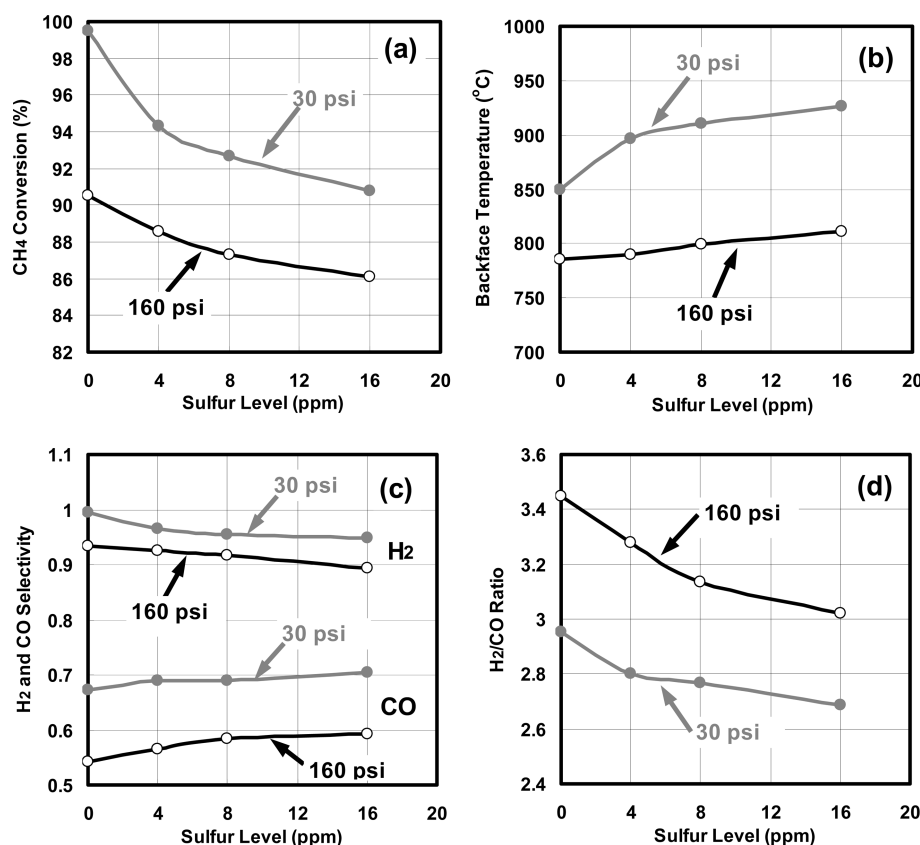 (a)
CH4 Conversion (%)
100
98
96
94
92
90
88
86
84
82
30 psi
160 psi
0 4 8 12 16 20
Sulfur Level (ppm)
(b)
Backface Temperature (°C)
1000
950
900
850
800
750
700
30 psi
160 psi
0 4 8 12 16 20
Sulfur Level (ppm)
(c)
H2 and CO Selectivity
1.1
1
0.9
0.8
0.7
0.6
0.5
30 psi
H2
160 psi
30 psi
CO
160 psi
0 4 8 12 16 20
Sulfur Level (ppm)
(d)
H2/CO Ratio
3.6
3.4
3.2
3
2.8
2.6
2.4
160 psi
30 psi
0 4 8 12 16 20
Sulfur Level (ppm)